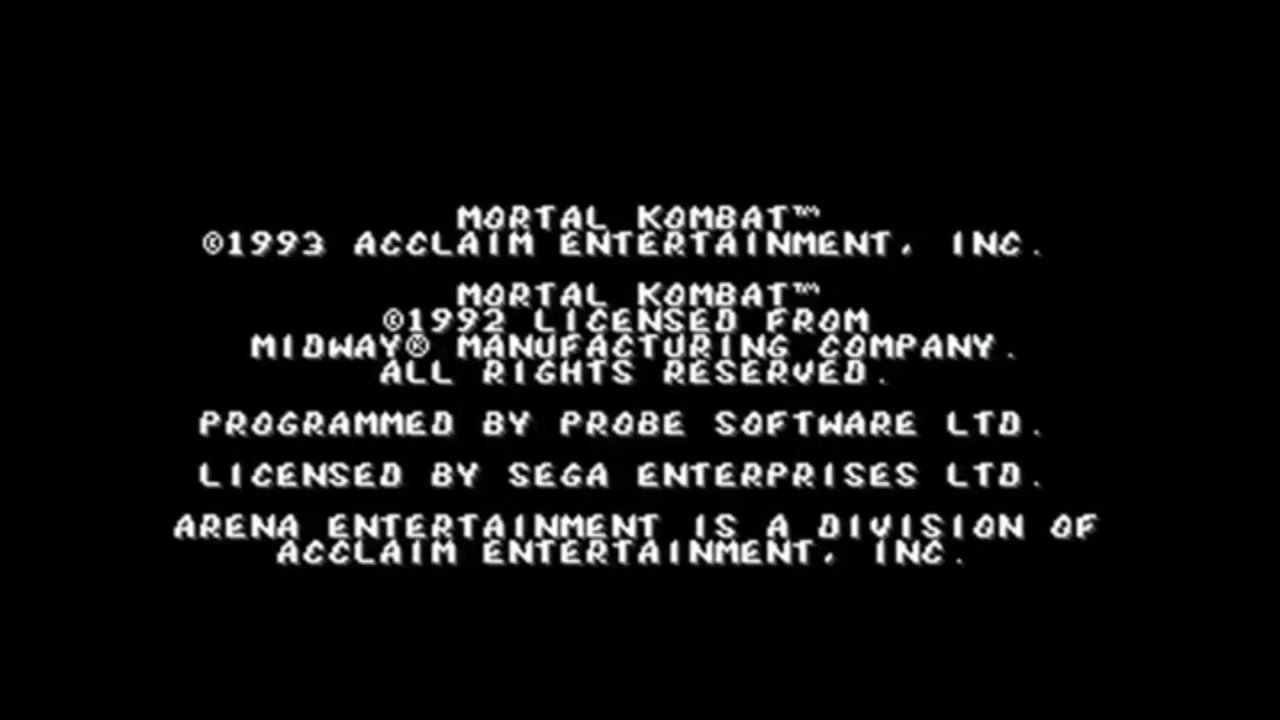 MORTAL KOMBAT™
©1993 ACCLAIM ENTERTAINMENT, INC.
MORTAL KOMBAT™
©1992 LICENSED FROM
MIDWAY® MANUFACTURING COMPANY.
ALL RIGHTS RESERVED.
PROGRAMMED BY PROBE SOFTWARE LTD.
LICENSED BY SEGA ENTERPRISES LTD.
ARENA ENTERTAINMENT IS A DIVISION OF
ACCLAIM ENTERTAINMENT, INC.